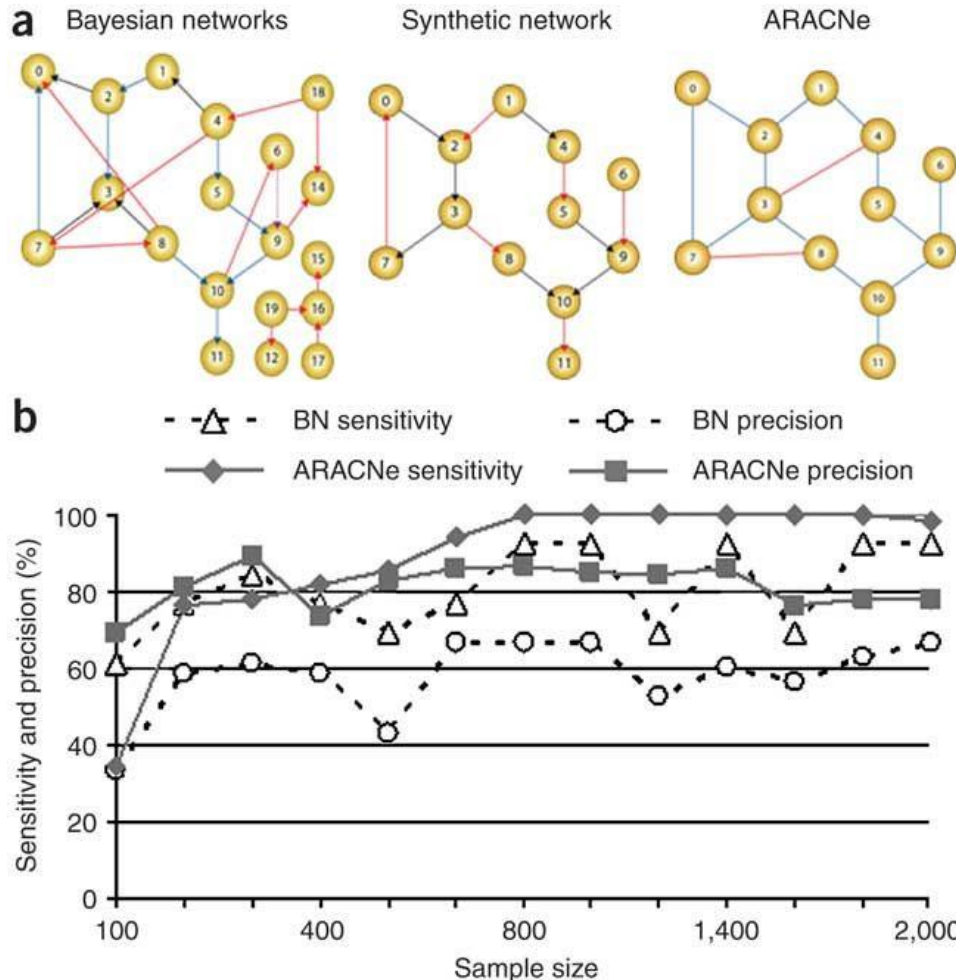 a Bayesian networks Synthetic network ARACNe
0 2 1 4 18 6 3 5 14 7 8 9 10 15 19 16 11 12 17
0 1 2 4 6 3 5 7 8 9 10 11
0 1 2 4 6 3 5 7 8 9 10 11
b BN sensitivity BN precision
ARACNe sensitivity ARACNe precision
Sensitivity and precision (%)
100
80
60
40
20
0
100 400 800 1,400 2,000
Sample size